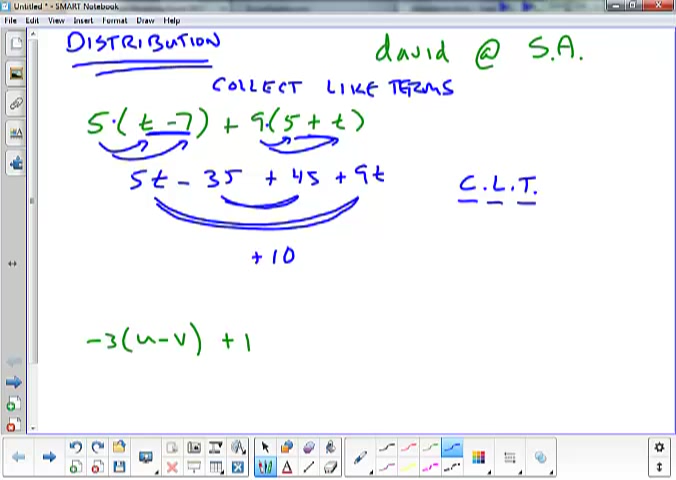 Untitled * - SMART Notebook
File Edit View Insert Format Draw Help
DISTRIBUTION
david @ S.A.
COLLECT LIKE TERMS
5·(t-7) + 9·(5+t)
5t - 35 + 45 + 9t
C.L.T.
+10
-3(u-v) + 1